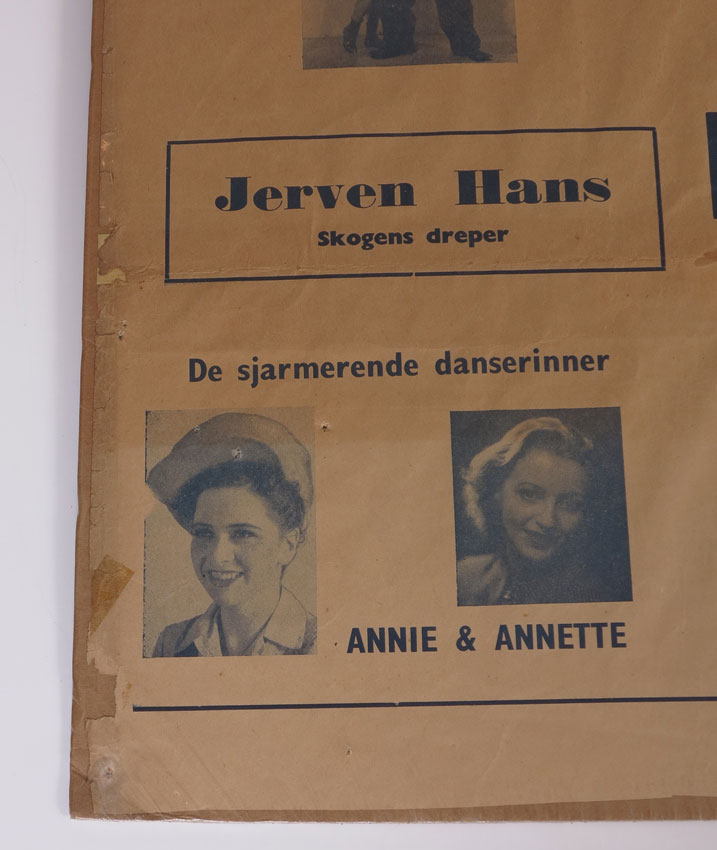 Jerven Hans
Skogens dreper
De sjarmerende danserinner
ANNIE & ANNETTE